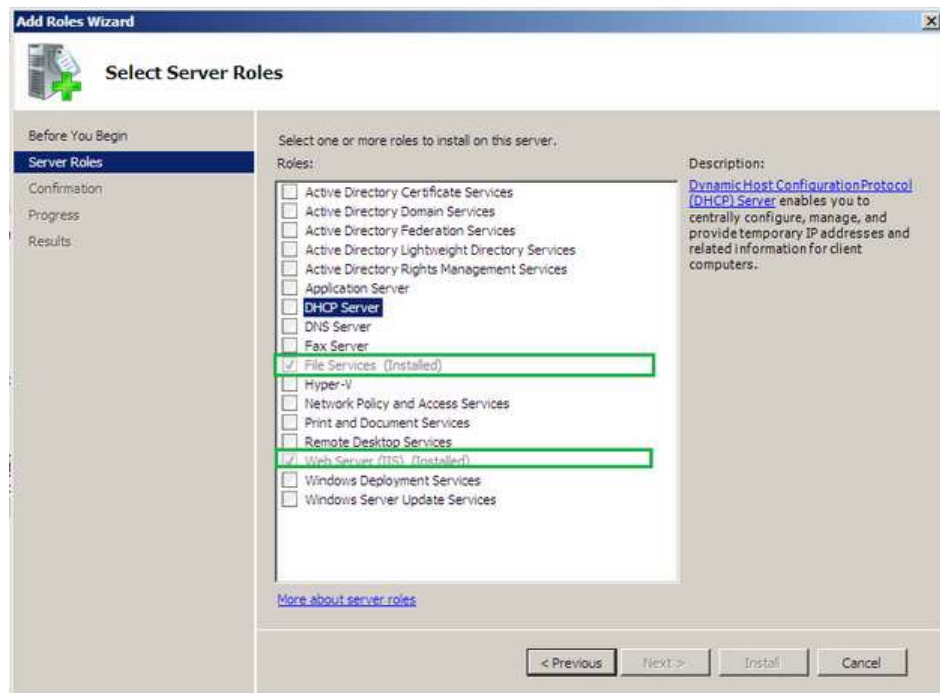 Add Roles Wizard
Select Server Roles
Before You Begin
Server Roles
Confirmation
Progress
Results
Select one or more roles to install on this server.
Roles:
Active Directory Certificate Services
Active Directory Domain Services
Active Directory Federation Services
Active Directory Lightweight Directory Services
Active Directory Rights Management Services
Application Server
DHCP Server
DNS Server
Fax Server
File Services (Installed)
Hyper-V
Network Policy and Access Services
Print and Document Services
Remote Desktop Services
Web Server (IIS) (Installed)
Windows Deployment Services
Windows Server Update Services
More about server roles
Description:
Dynamic Host Configuration Protocol
(DHCP) Server enables you to
centrally configure, manage, and
provide temporary IP addresses and
related information for client
computers.
< Previous
Next >
Install
Cancel